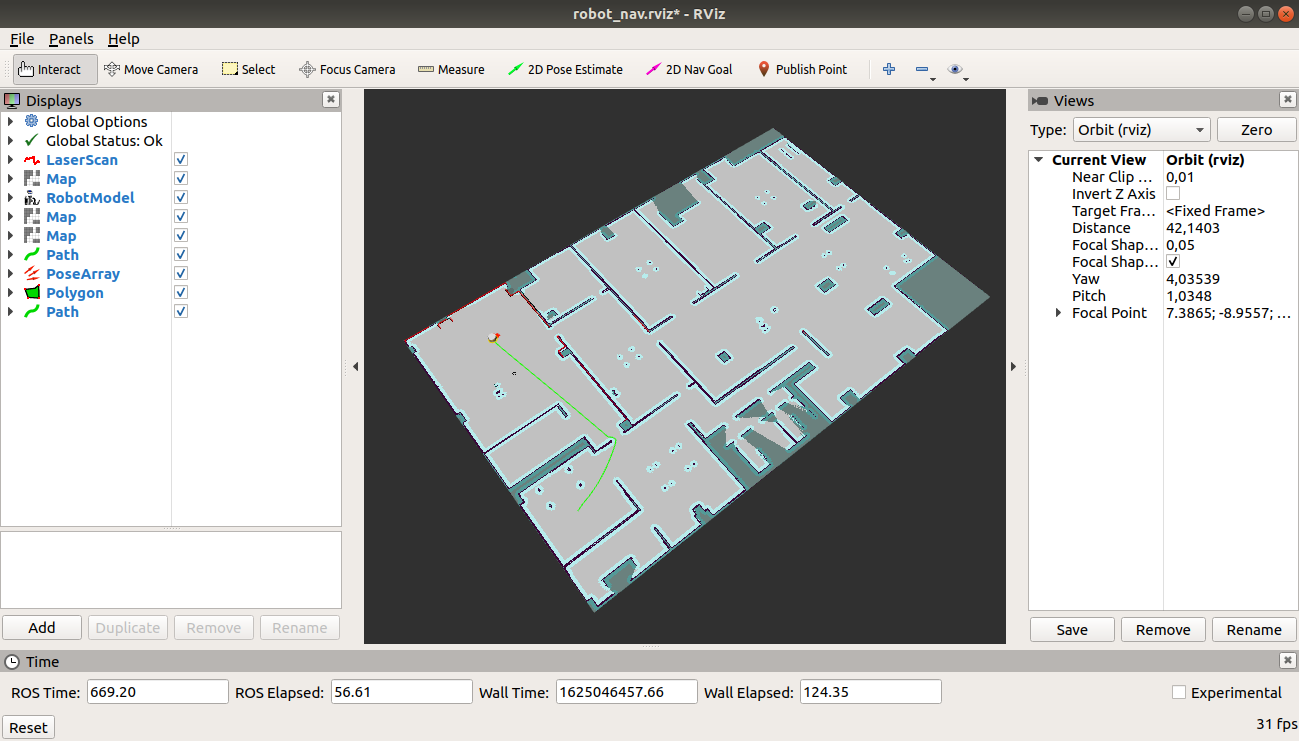 robot_nav.rviz* - RViz
File Panels Help
Interact Move Camera Select Focus Camera Measure 2D Pose Estimate 2D Nav Goal Publish Point
Displays
Global Options
Global Status: Ok
LaserScan
Map
RobotModel
Map
Map
Path
PoseArray
Polygon
Path
Add Duplicate Remove Rename
Views
Type: Orbit (rviz) Zero
Current View Orbit (rviz)
Near Clip ... 0,01
Invert Z Axis
Target Fra... <Fixed Frame>
Distance 42,1403
Focal Shap... 0,05
Focal Shap...
Yaw 4,03539
Pitch 1,0348
Focal Point 7.3865; -8.9557; ...
Save Remove Rename
Time
ROS Time: 669.20 ROS Elapsed: 56.61 Wall Time: 1625046457.66 Wall Elapsed: 124.35 Experimental
Reset 31 fps